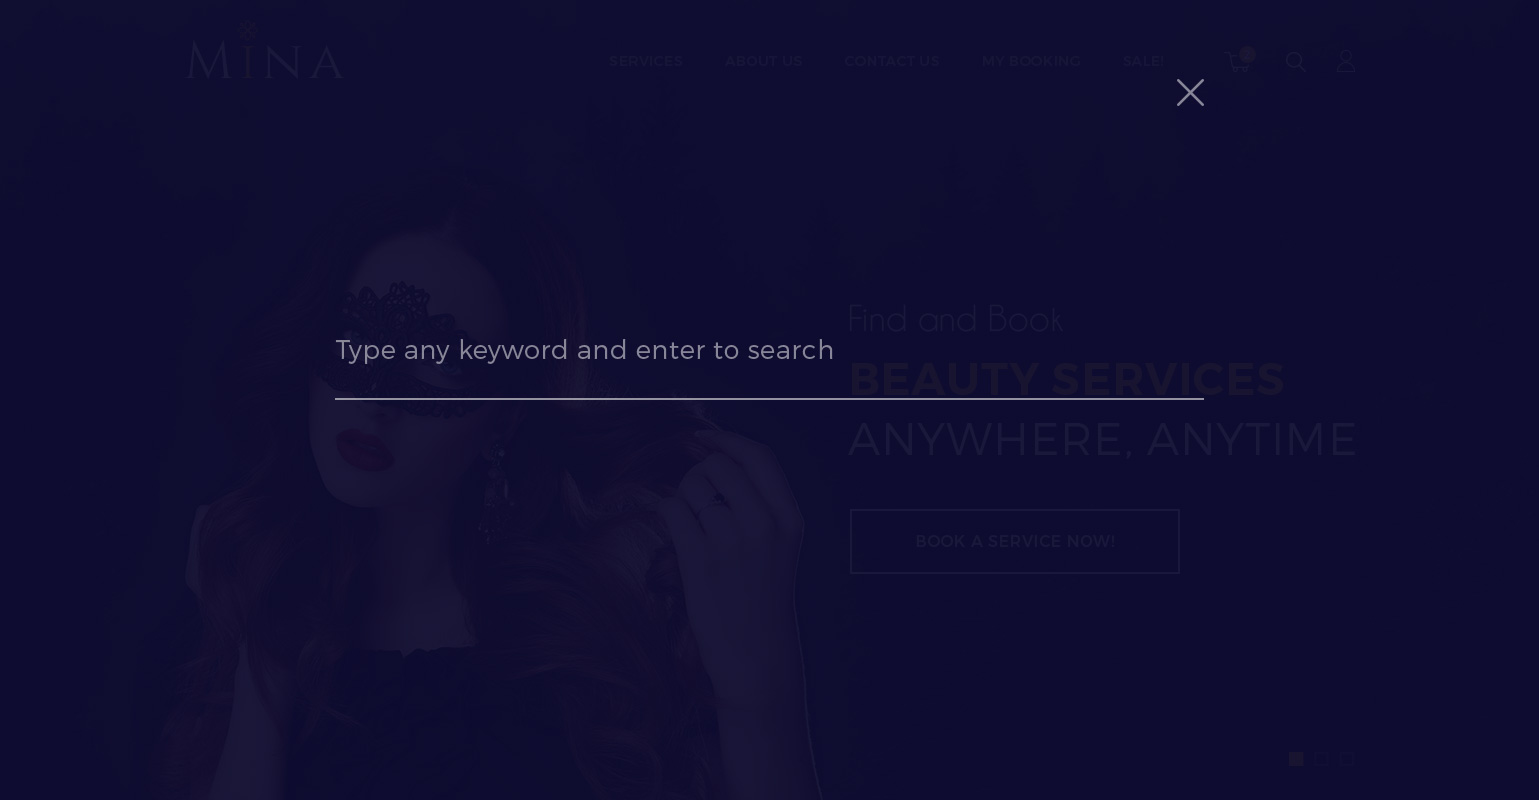 MINA
SERVICES ABOUT US CONTACT US MY BOOKING SALE!
Type any keyword and enter to search
Find and Book
BEAUTY SERVICES
ANYWHERE, ANYTIME
BOOK A SERVICE NOW!